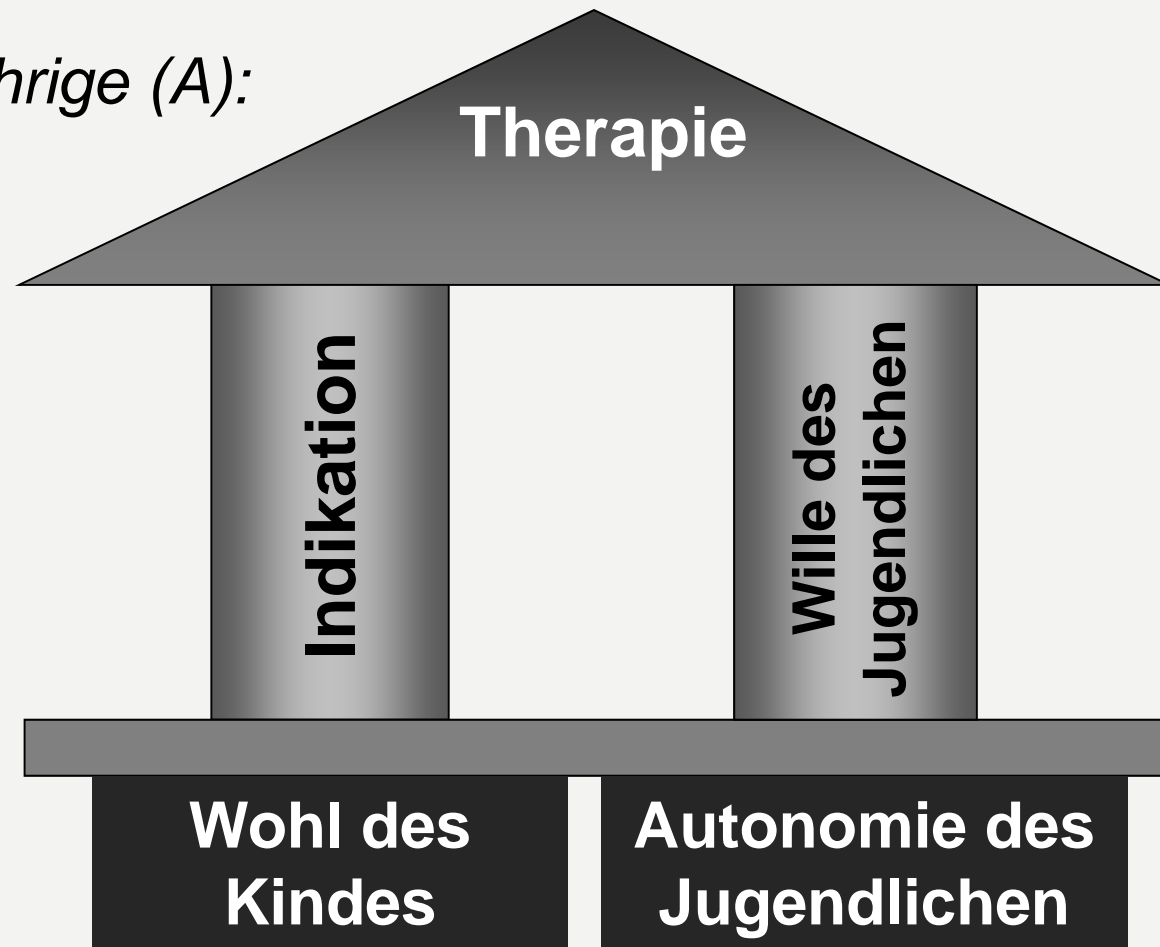 hrige (A):
Therapie
Indikation
Wille des
Jugendlichen
Wohl des
Kindes
Autonomie des
Jugendlichen